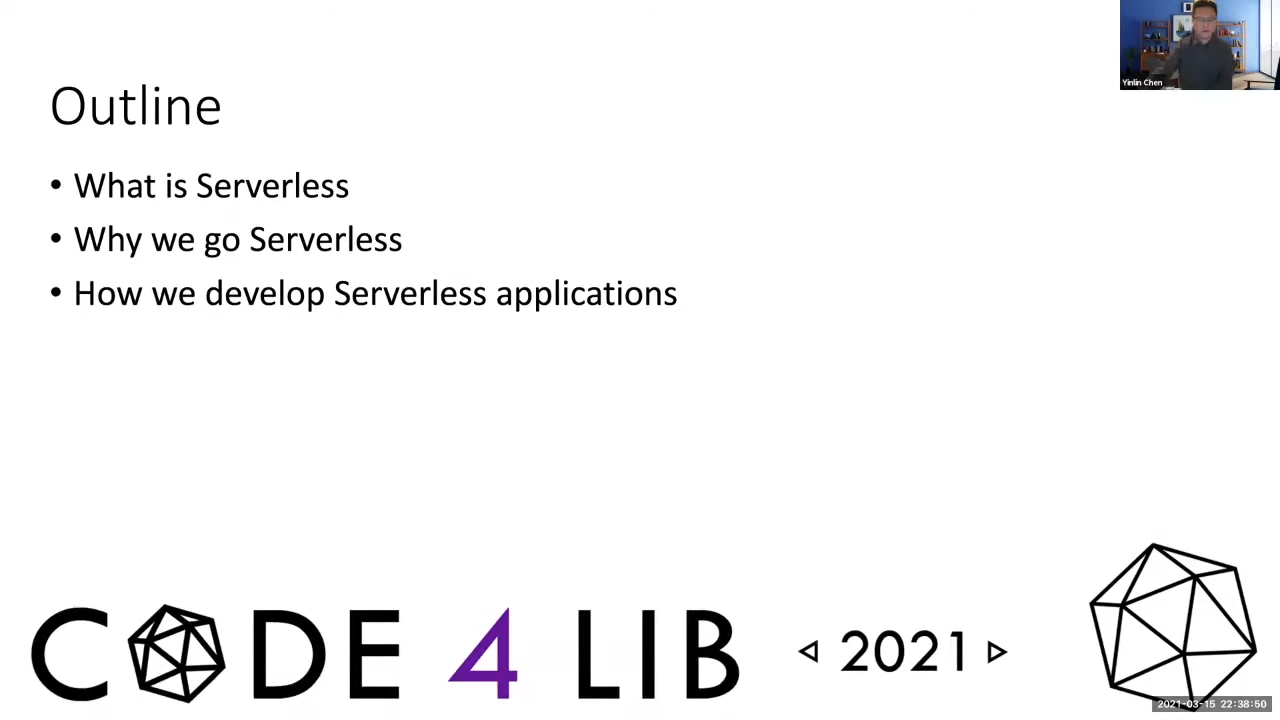 Yinlin Chen
Outline
• What is Serverless
• Why we go Serverless
• How we develop Serverless applications
CODE 4 LIB
2021
2021-03-15 22:38:50